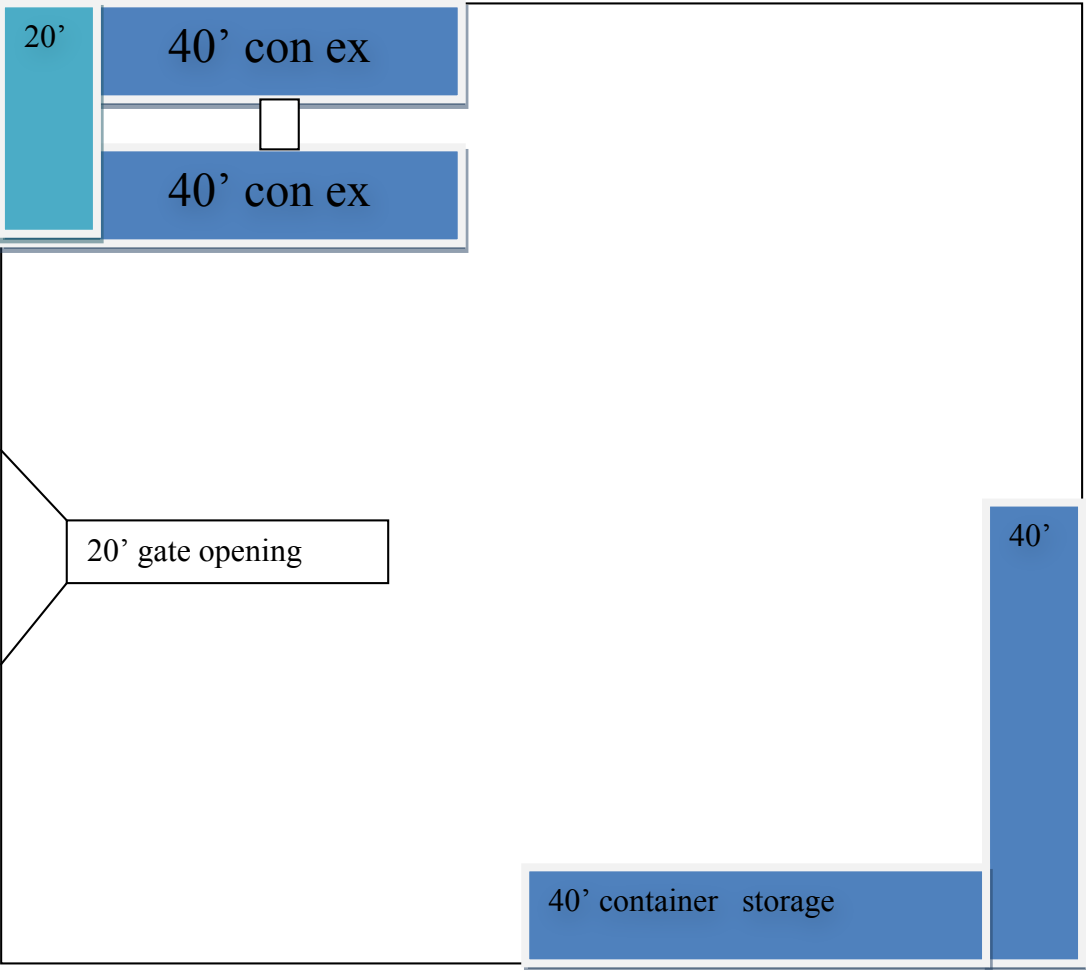 20’
40’ con ex
40’ con ex
20’ gate opening
40’
40’ container storage